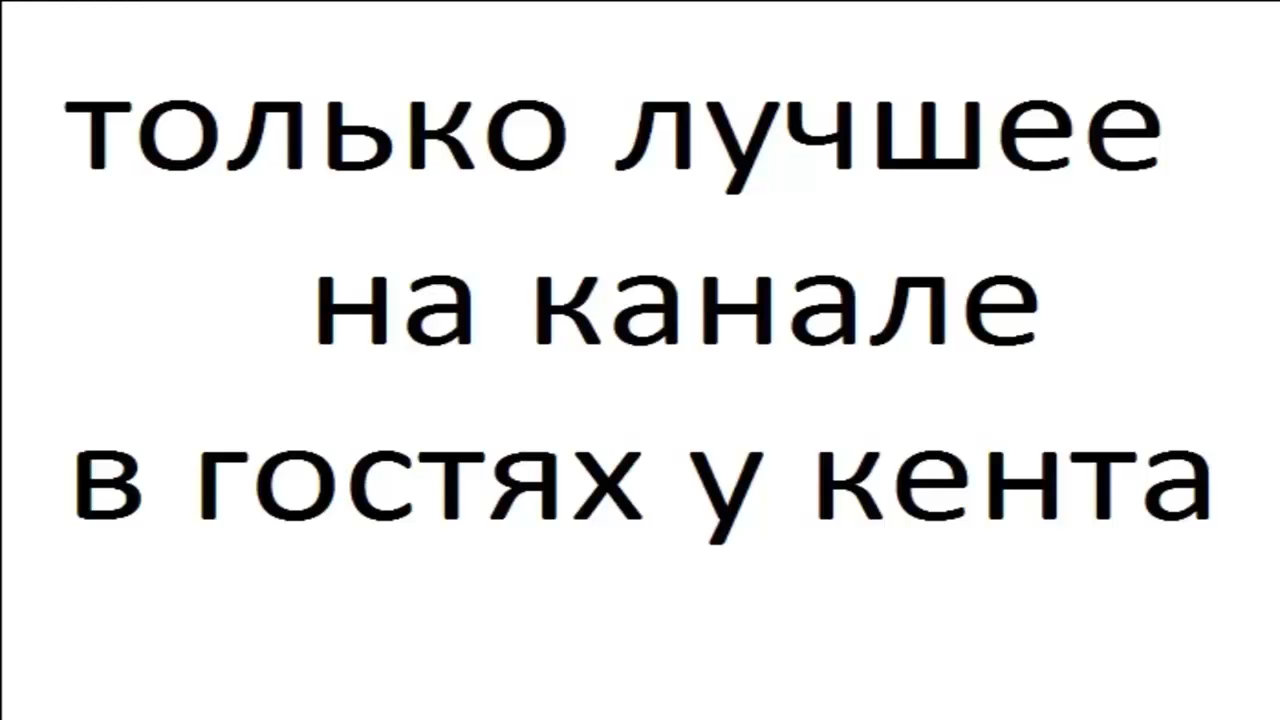 только лучшее
на канале
в гостях у кента